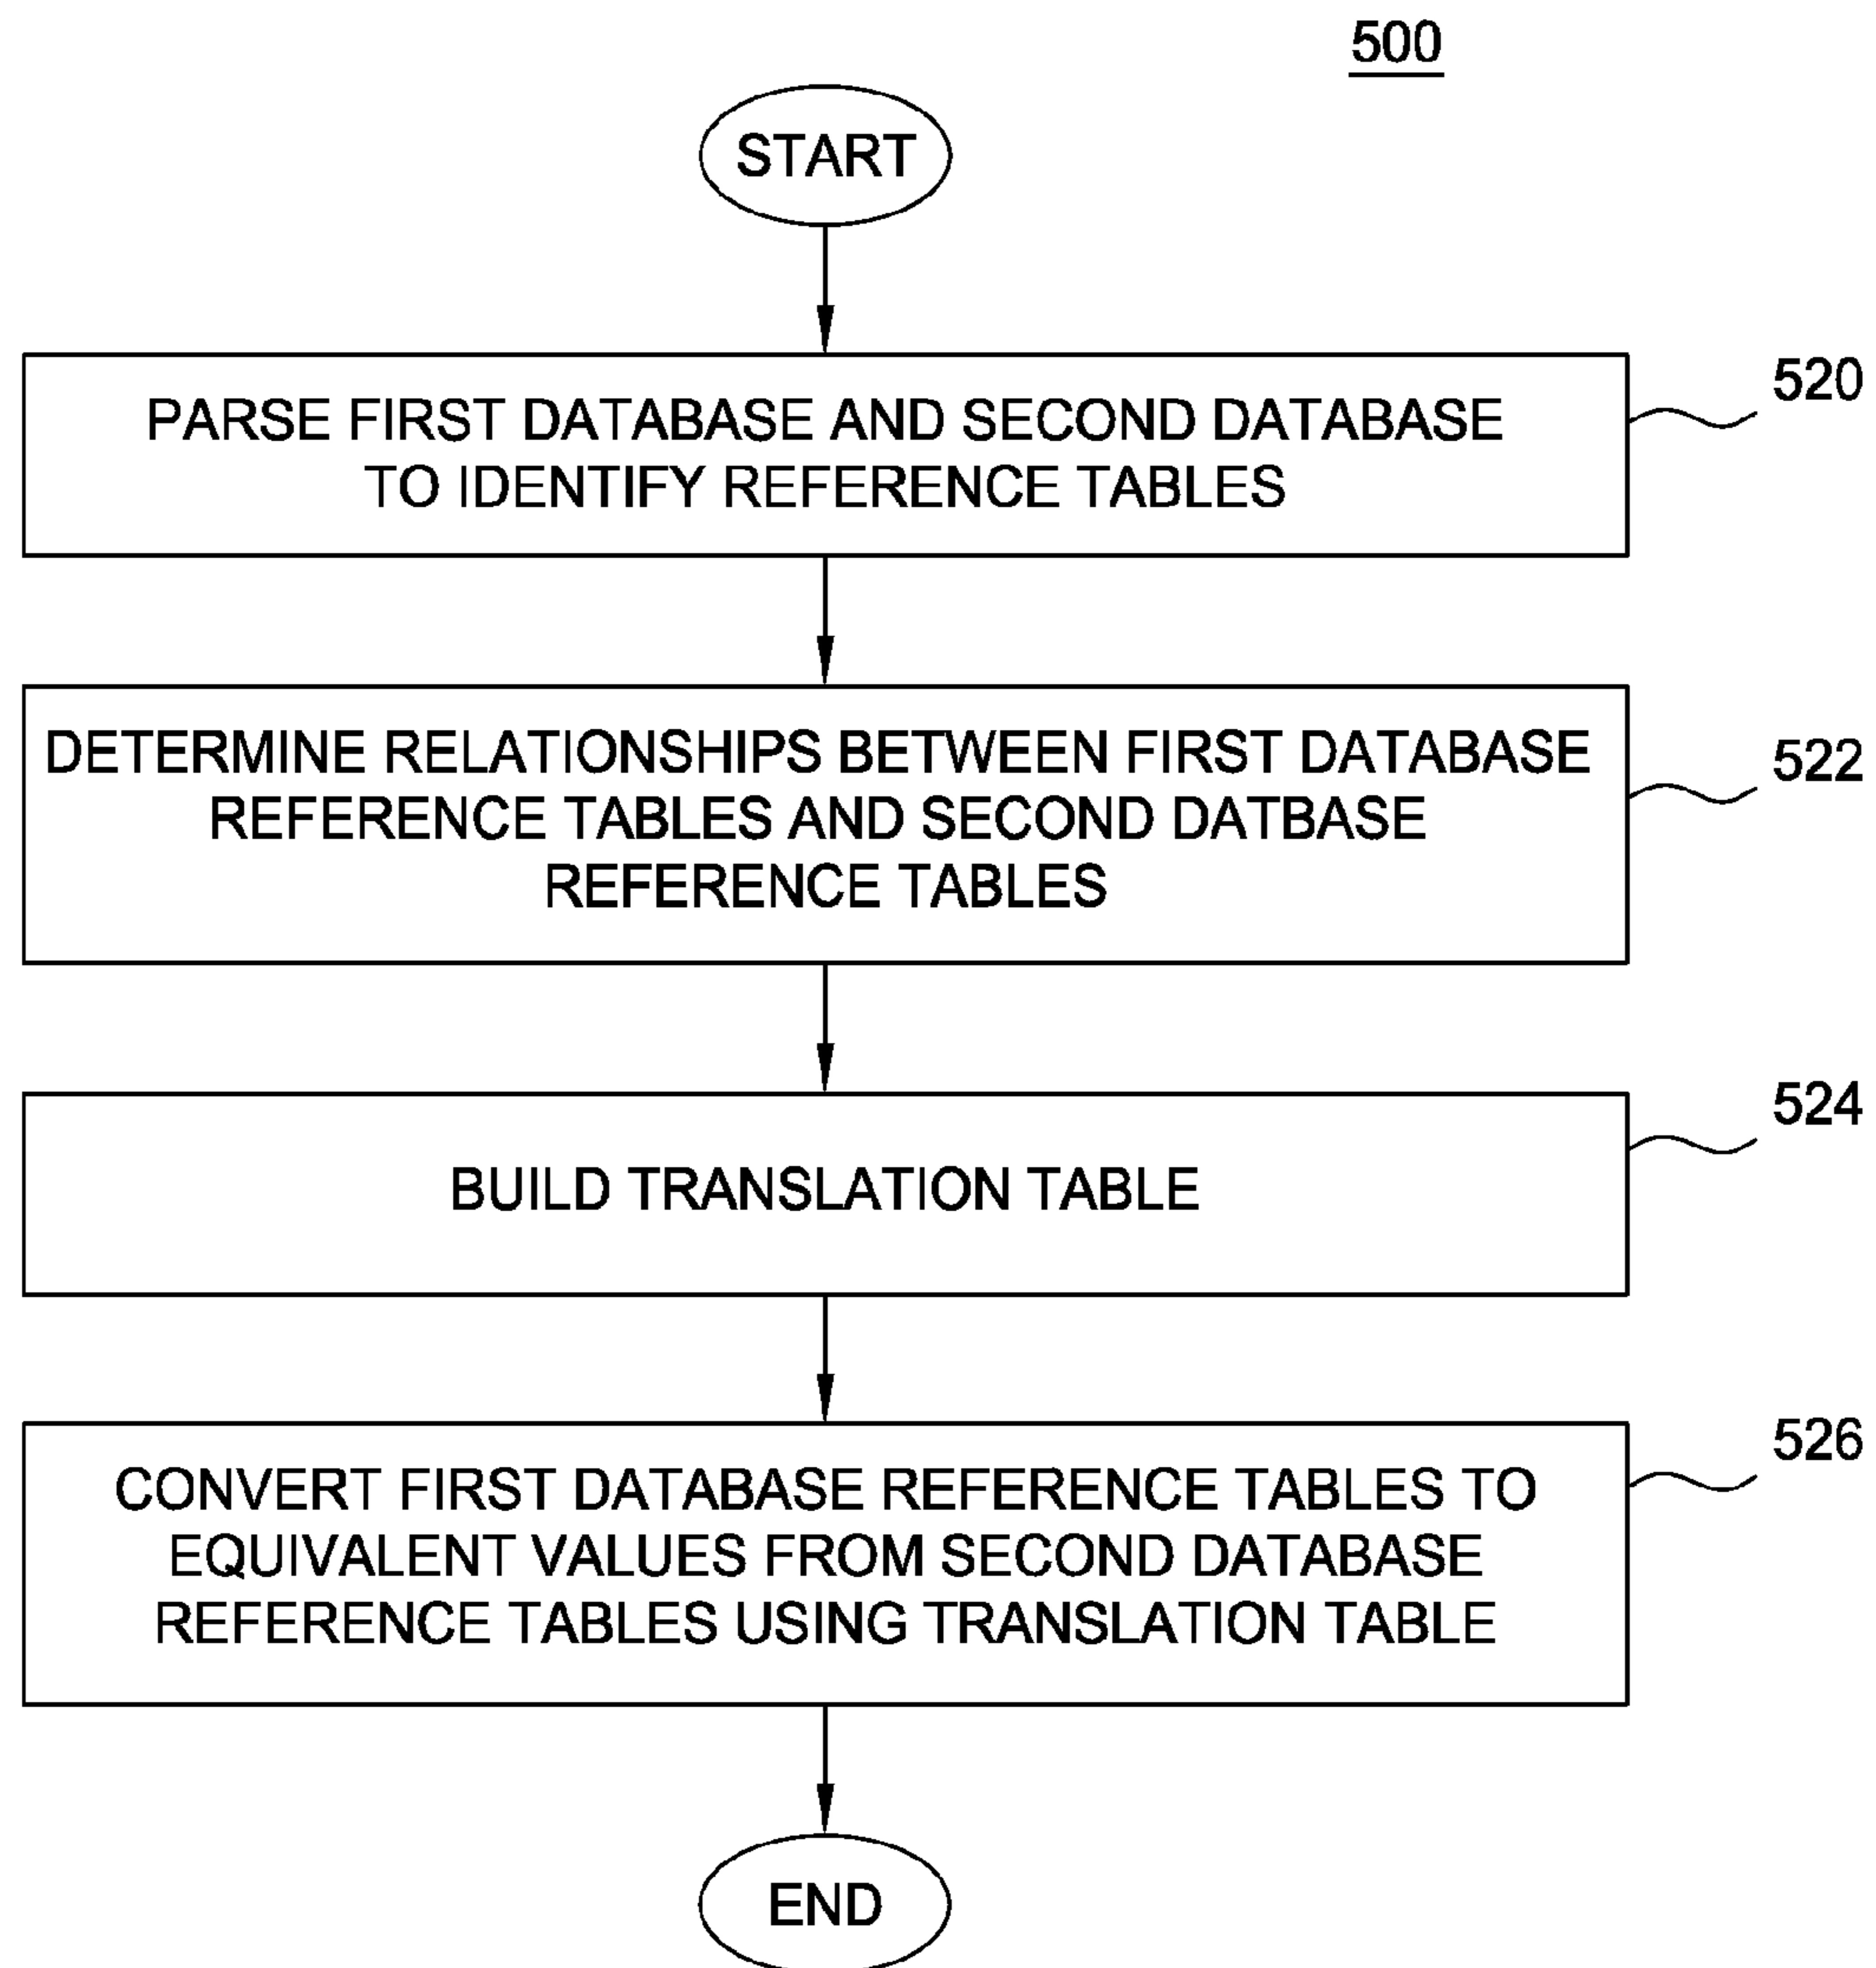 500
START
PARSE FIRST DATABASE AND SECOND DATABASE
TO IDENTIFY REFERENCE TABLES
520
DETERMINE RELATIONSHIPS BETWEEN FIRST DATABASE
REFERENCE TABLES AND SECOND DATBASE
REFERENCE TABLES
522
BUILD TRANSLATION TABLE
524
CONVERT FIRST DATABASE REFERENCE TABLES TO
EQUIVALENT VALUES FROM SECOND DATABASE
REFERENCE TABLES USING TRANSLATION TABLE
526
END